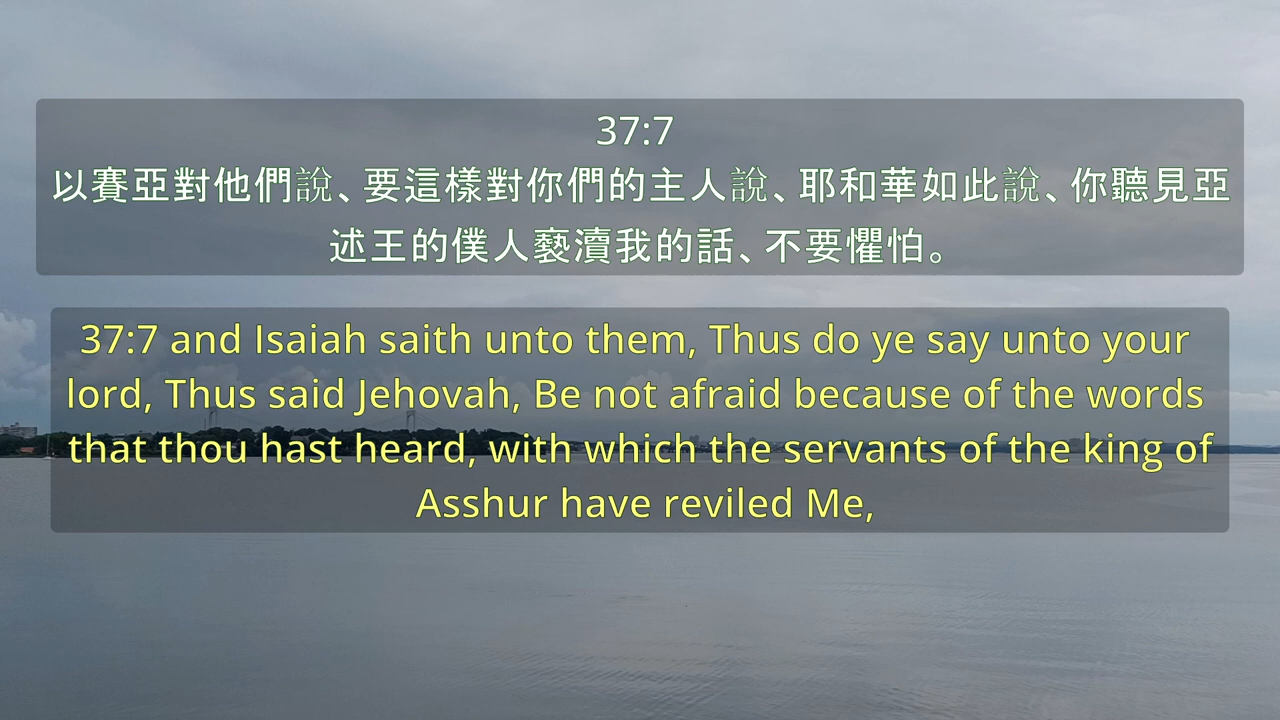 37:7
以賽亞對他們說、要這樣對你們的主人說、耶和華如此說、你聽見亞
述王的僕人褻瀆我的話、不要懼怕。
37:7 and Isaiah saith unto them, Thus do ye say unto your
lord, Thus said Jehovah, Be not afraid because of the words
that thou hast heard, with which the servants of the king of
Asshur have reviled Me,